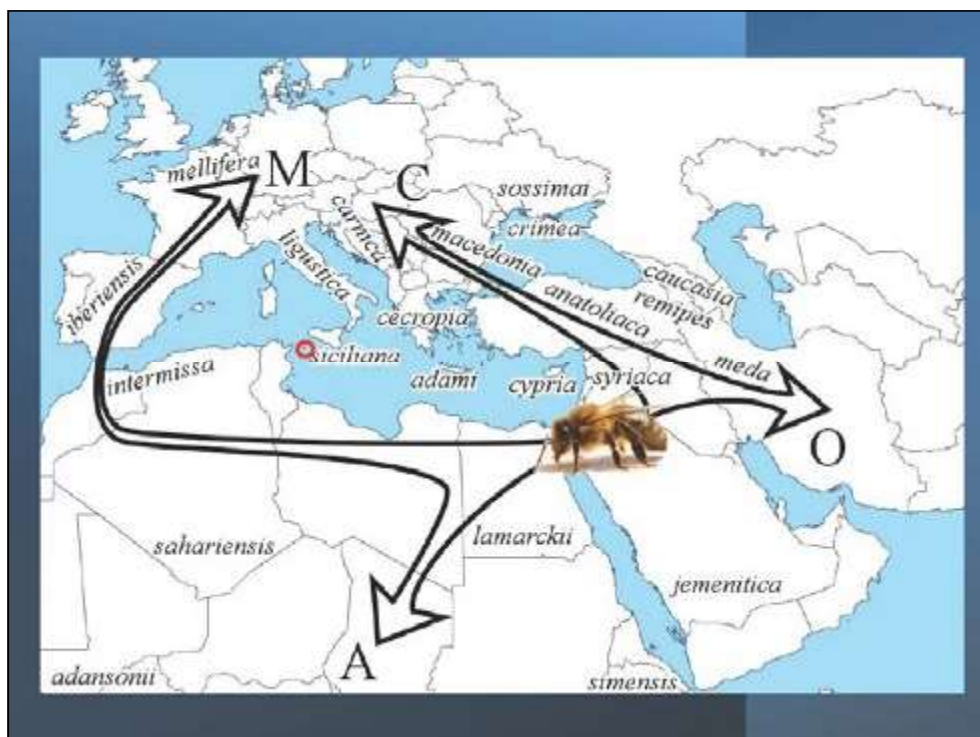 mellifera
M
C
sossimai
crimea
carnica
ligustica
macedonia
caucasia
remipes
anatoliaca
iberiensis
cecropia
siciliana
intermissa
adami
cypria
syriaca
meda
O
sahariensis
lamarckii
jemenitica
A
adansonii
simensis